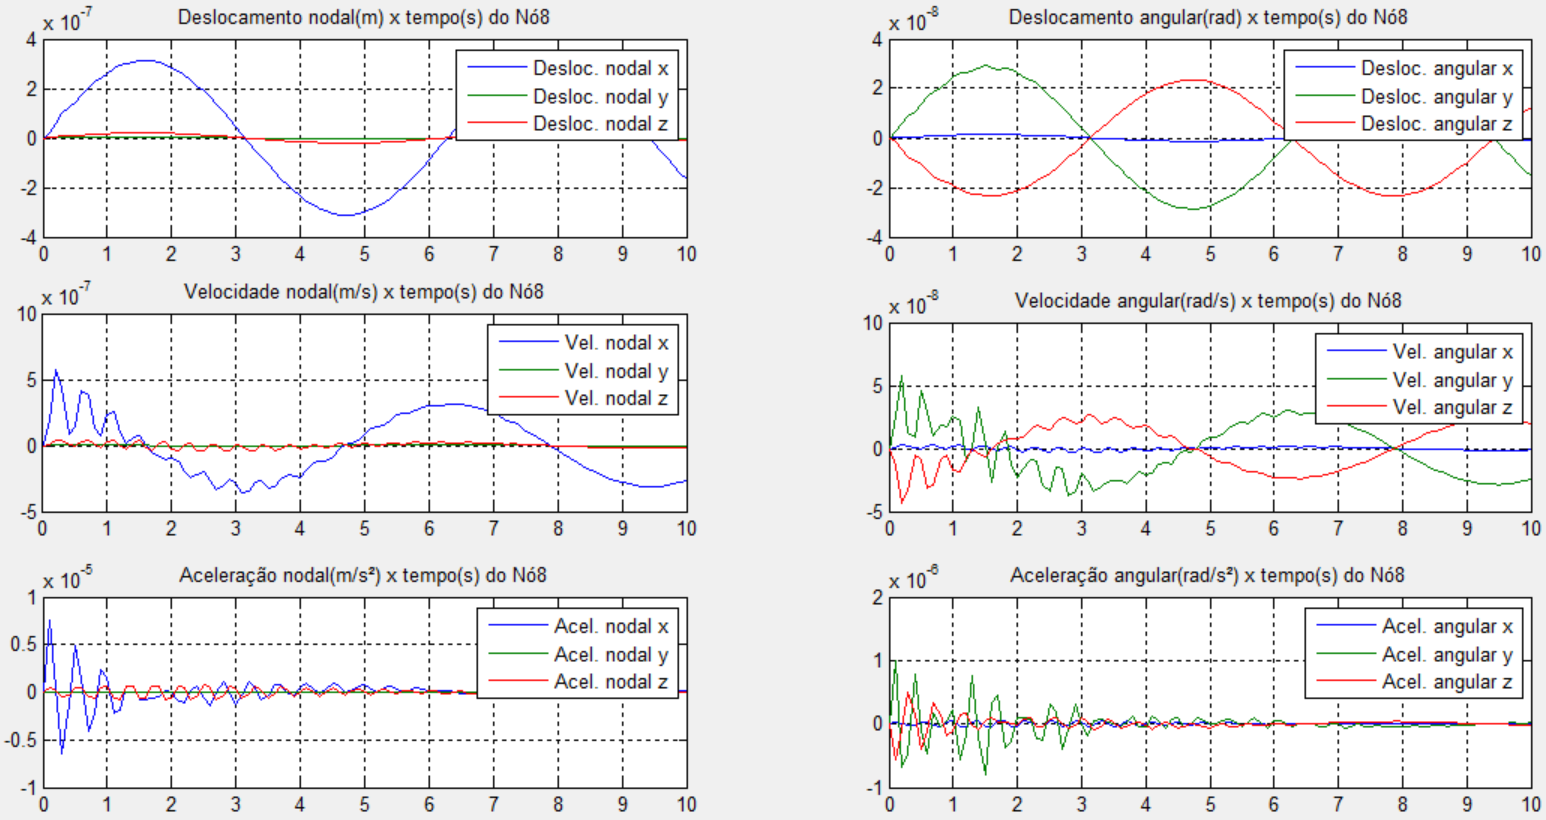 x 10-7
Deslocamento nodal(m) x tempo(s) do Nó8
4
2
0
-2
-4
Desloc. nodal x
Desloc. nodal y
Desloc. nodal z
0 1 2 3 4 5 6 7 8 9 10
x 10-8
Deslocamento angular(rad) x tempo(s) do Nó8
4
2
0
-2
-4
Desloc. angular x
Desloc. angular y
Desloc. angular z
0 1 2 3 4 5 6 7 8 9 10
x 10-7
Velocidade nodal(m/s) x tempo(s) do Nó8
10
5
0
-5
Vel. nodal x
Vel. nodal y
Vel. nodal z
0 1 2 3 4 5 6 7 8 9 10
x 10-8
Velocidade angular(rad/s) x tempo(s) do Nó8
10
5
0
-5
Vel. angular x
Vel. angular y
Vel. angular z
0 1 2 3 4 5 6 7 8 9 10
x 10-5
Aceleração nodal(m/s²) x tempo(s) do Nó8
1
0.5
0
-0.5
-1
Acel. nodal x
Acel. nodal y
Acel. nodal z
0 1 2 3 4 5 6 7 8 9 10
x 10-6
Aceleração angular(rad/s²) x tempo(s) do Nó8
2
1
0
-1
Acel. angular x
Acel. angular y
Acel. angular z
0 1 2 3 4 5 6 7 8 9 10